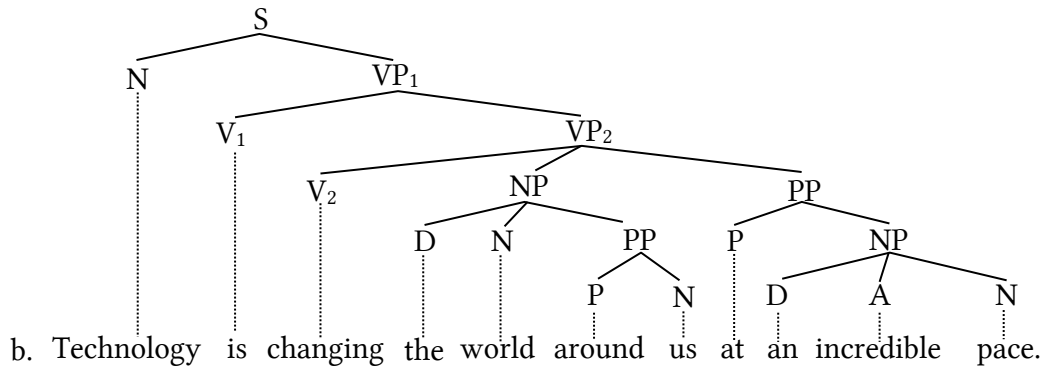 S
N VP₁
V₁ VP₂
V₂ NP PP
D N PP P NP
P N D A N
b. Technology is changing the world around us at an incredible pace.